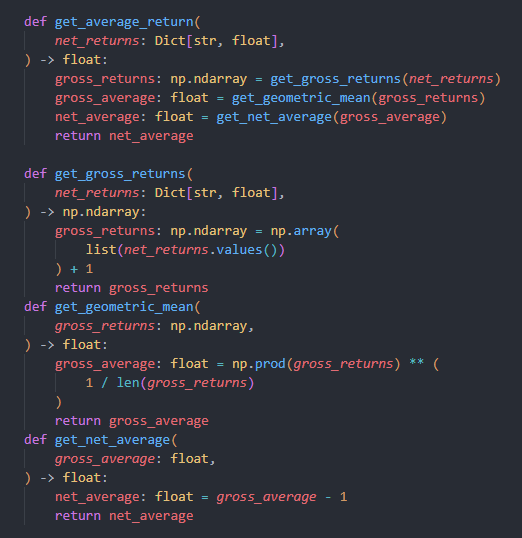 def get_average_return(
    net_returns: Dict[str, float],
) -> float:
    gross_returns: np.ndarray = get_gross_returns(net_returns)
    gross_average: float = get_geometric_mean(gross_returns)
    net_average: float = get_net_average(gross_average)
    return net_average

def get_gross_returns(
    net_returns: Dict[str, float],
) -> np.ndarray:
    gross_returns: np.ndarray = np.array(
        list(net_returns.values())
    ) + 1
    return gross_returns
def get_geometric_mean(
    gross_returns: np.ndarray,
) -> float:
    gross_average: float = np.prod(gross_returns) ** (
        1 / len(gross_returns)
    )
    return gross_average
def get_net_average(
    gross_average: float,
) -> float:
    net_average: float = gross_average - 1
    return net_average